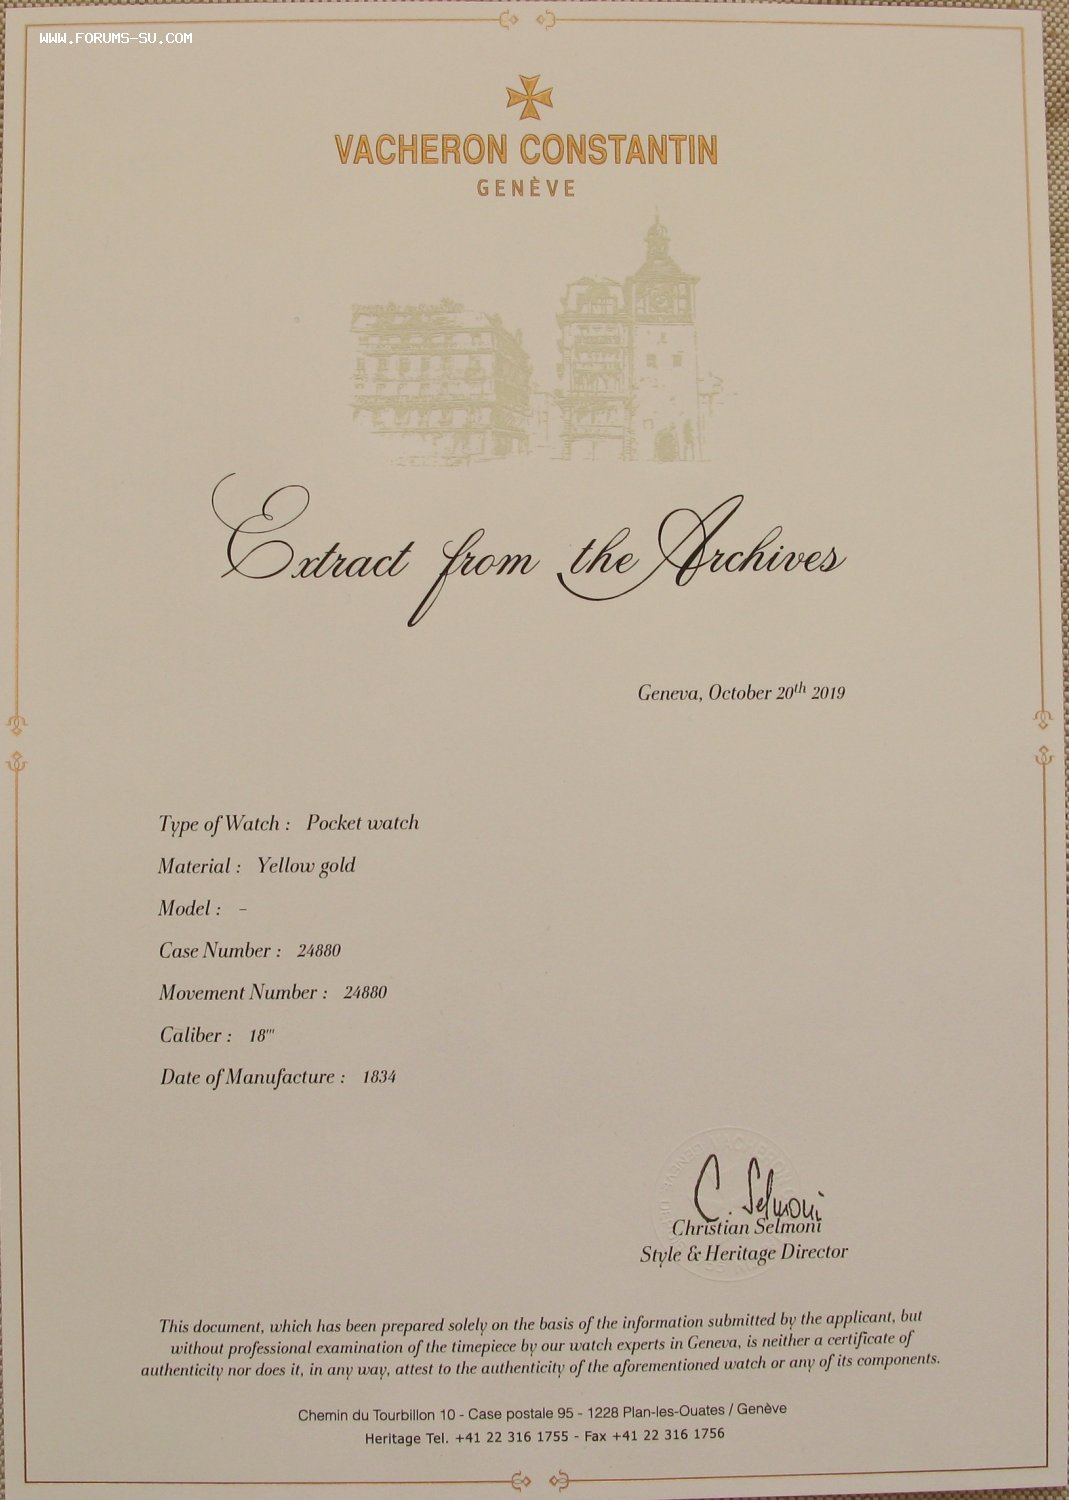 WWW.FORUMS-SU.COM
VACHERON CONSTANTIN
GENÈVE
Extract from the Archives
Geneva, October 20th 2019
Type of Watch : Pocket watch
Material : Yellow gold
Model : –
Case Number : 24880
Movement Number : 24880
Caliber : 18'''
Date of Manufacture : 1834
C. Selmoni
Christian Selmoni
Style & Heritage Director
This document, which has been prepared solely on the basis of the information submitted by the applicant, but
without professional examination of the timepiece by our watch experts in Geneva, is neither a certificate of
authenticity nor does it, in any way, attest to the authenticity of the aforementioned watch or any of its components.
Chemin du Tourbillon 10 - Case postale 95 - 1228 Plan-les-Ouates / Genève
Heritage Tel. +41 22 316 1755 - Fax +41 22 316 1756